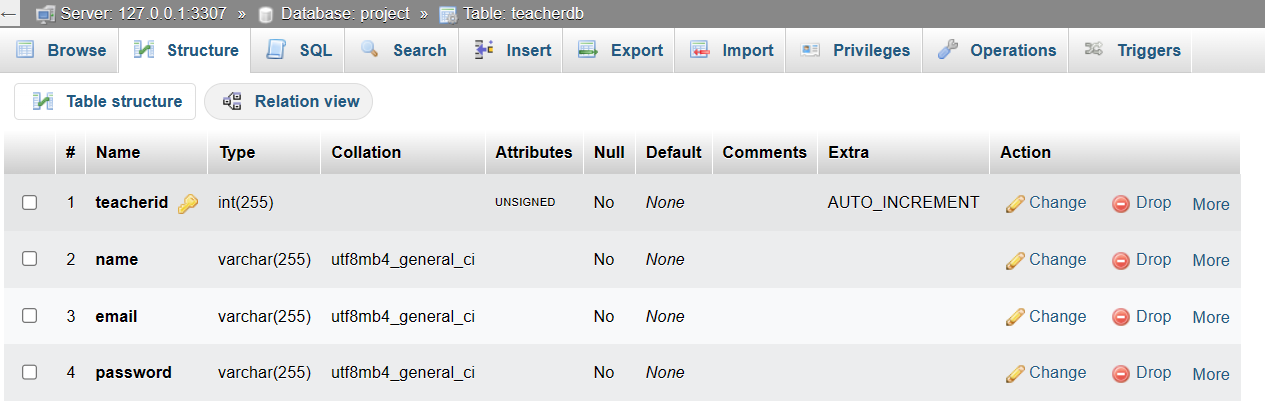 Server: 127.0.0.1:3307 » Database: project » Table: teacherdb
Browse Structure SQL Search Insert Export Import Privileges Operations Triggers
Table structure Relation view
# Name Type Collation Attributes Null Default Comments Extra Action
1 teacherid int(255) UNSIGNED No None AUTO_INCREMENT Change Drop More
2 name varchar(255) utf8mb4_general_ci No None Change Drop More
3 email varchar(255) utf8mb4_general_ci No None Change Drop More
4 password varchar(255) utf8mb4_general_ci No None Change Drop More